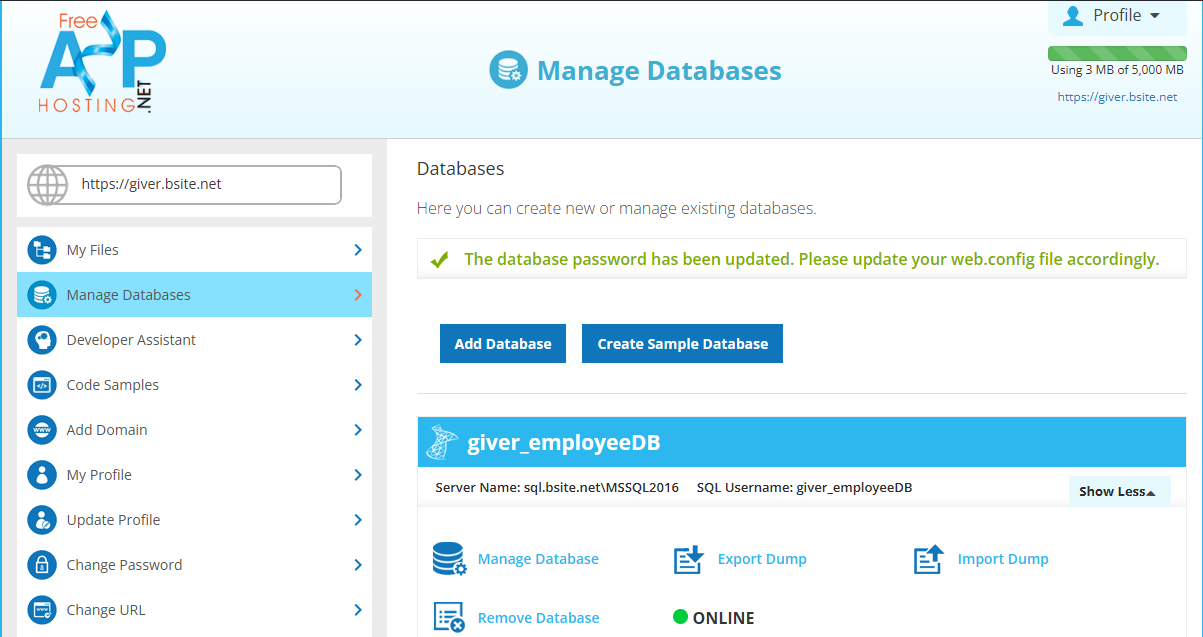 Free
ASP
HOSTING
.NET
Manage Databases
Profile
Using 3 MB of 5,000 MB
https://giver.bsite.net
https://giver.bsite.net
My Files
Manage Databases
Developer Assistant
Code Samples
Add Domain
My Profile
Update Profile
Change Password
Change URL
Databases
Here you can create new or manage existing databases.
The database password has been updated. Please update your web.config file accordingly.
Add Database
Create Sample Database
giver_employeeDB
Server Name: sql.bsite.net\MSSQL2016 SQL Username: giver_employeeDB
Show Less
Manage Database
Export Dump
Import Dump
Remove Database
ONLINE